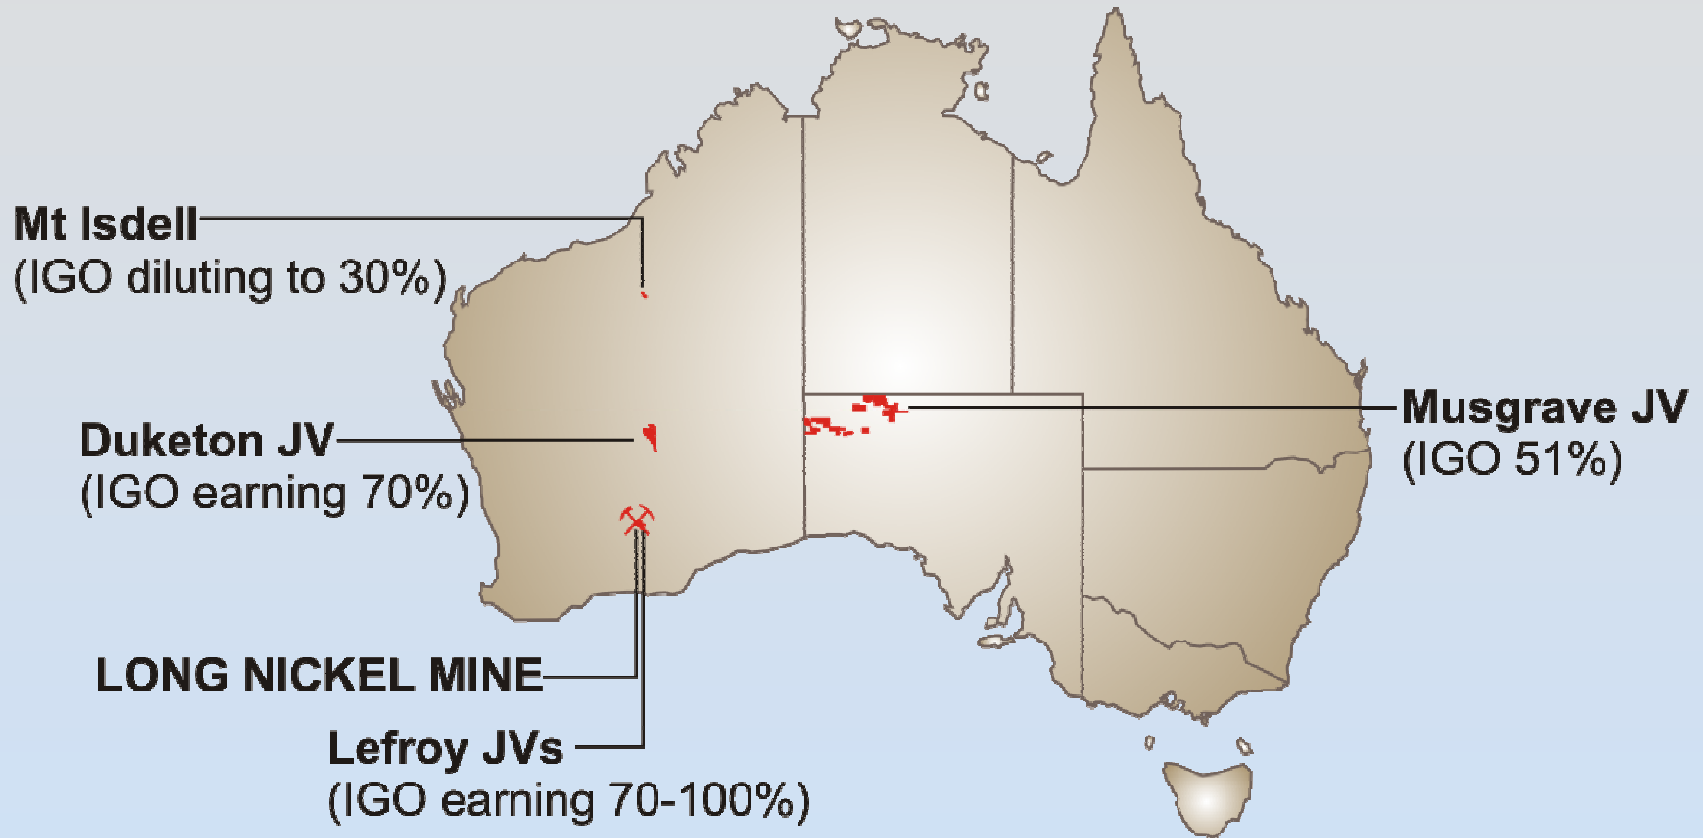 Mt Isdell
(IGO diluting to 30%)
Duketon JV
(IGO earning 70%)
Musgrave JV
(IGO 51%)
LONG NICKEL MINE
Lefroy JVs
(IGO earning 70-100%)